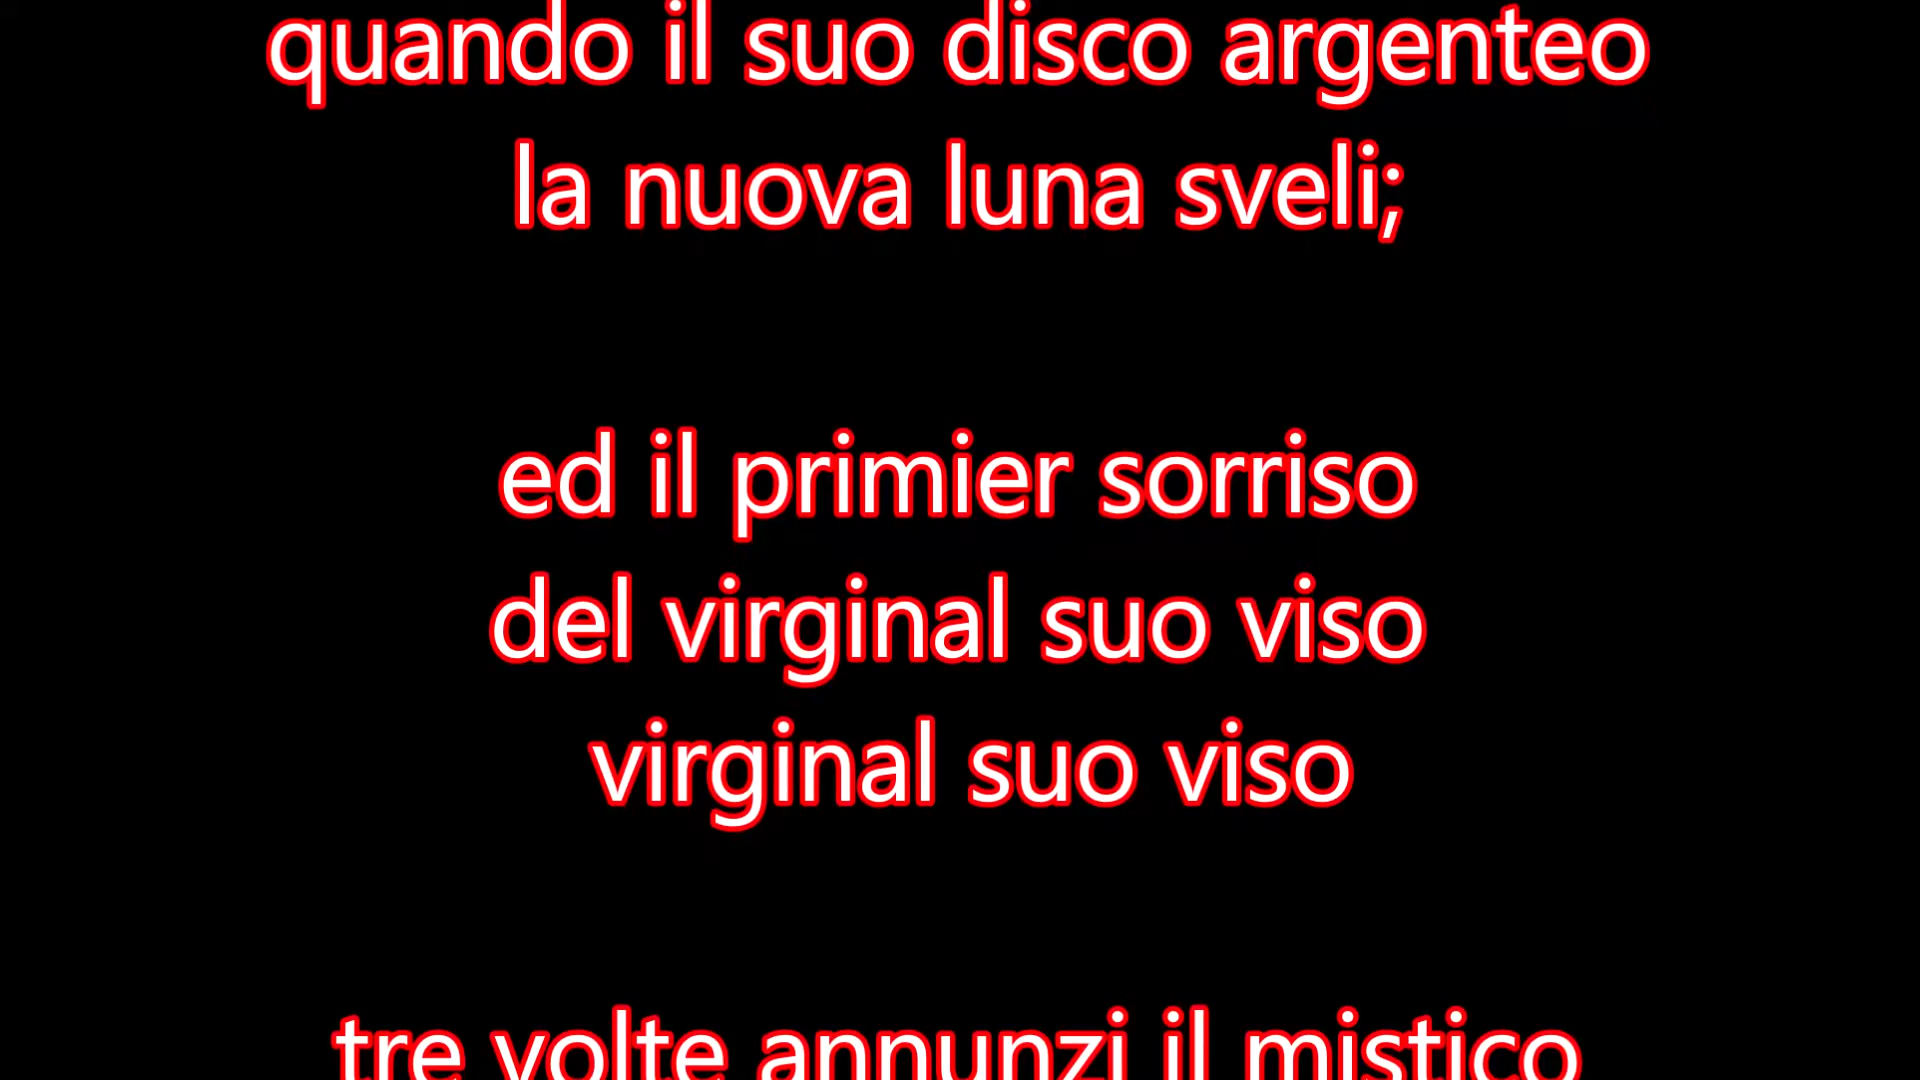 quando il suo disco argenteo
la nuova luna sveli;
ed il primier sorriso
del virginal suo viso
virginal suo viso
tre volte annunzi il mistico